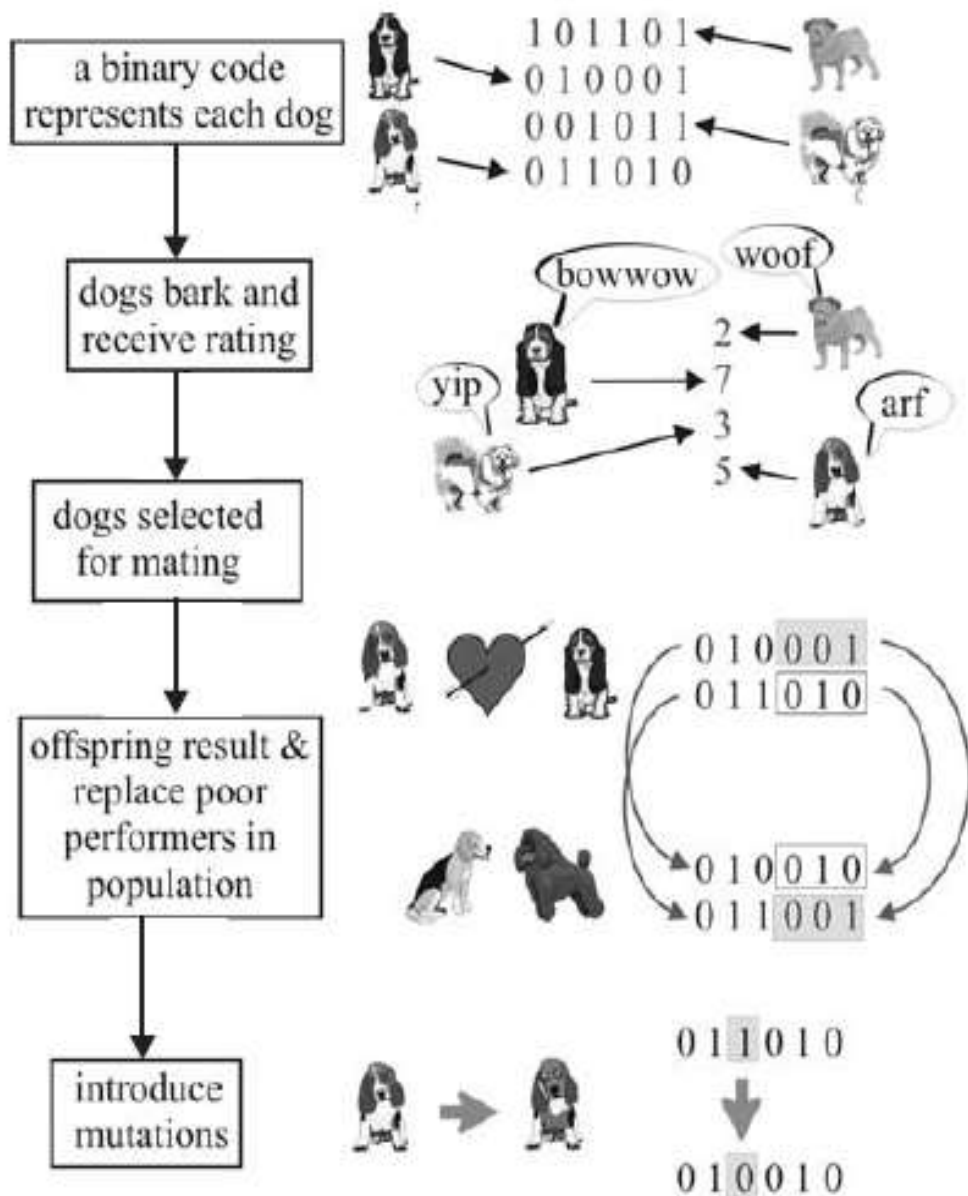 a binary code
represents each dog
1 0 1 1 0 1
0 1 0 0 0 1
0 0 1 0 1 1
0 1 1 0 1 0
dogs bark and
receive rating
bowwow
woof
yip
arf
2
7
3
5
dogs selected
for mating
0 1 0 0 0 1
0 1 1 0 1 0
offspring result &
replace poor
performers in
population
0 1 0 0 1 0
0 1 1 0 0 1
introduce
mutations
0 1 1 0 1 0
0 1 0 0 1 0